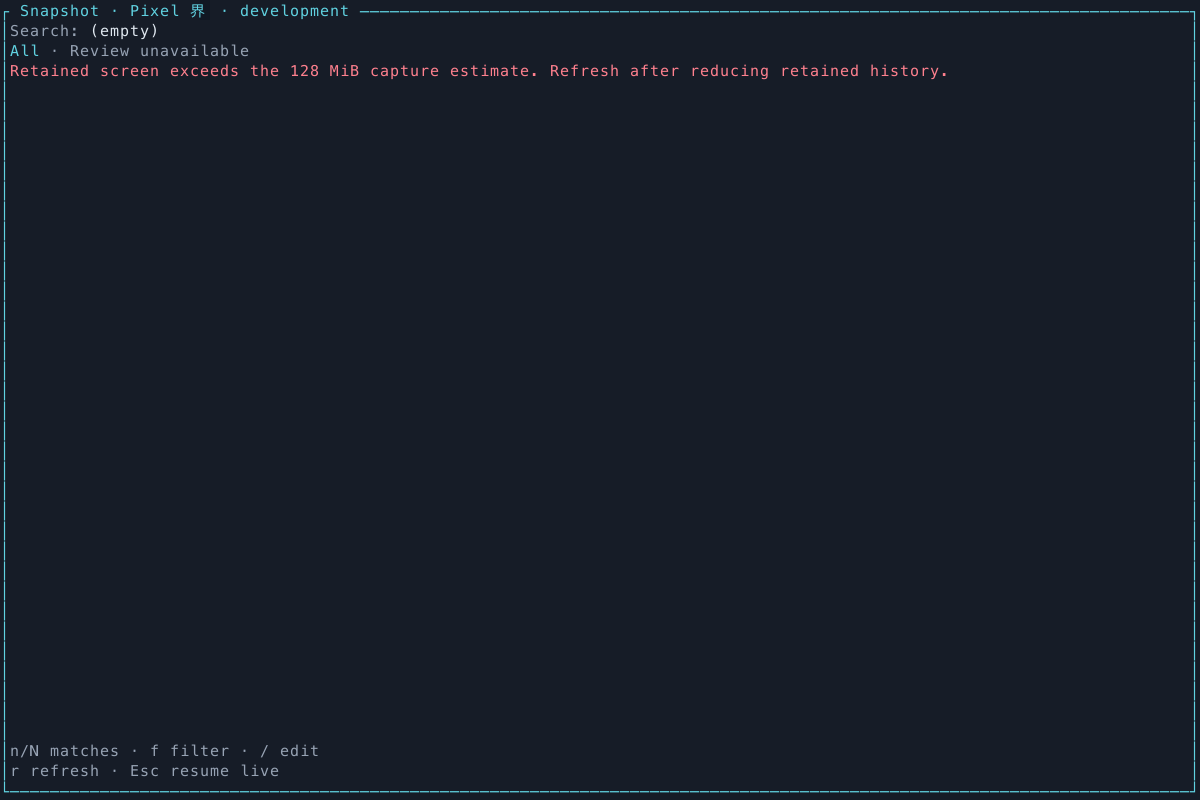 Snapshot · Pixel 界 · development
Search: (empty)
All · Review unavailable
Retained screen exceeds the 128 MiB capture estimate. Refresh after reducing retained history.
n/N matches · f filter · / edit
r refresh · Esc resume live